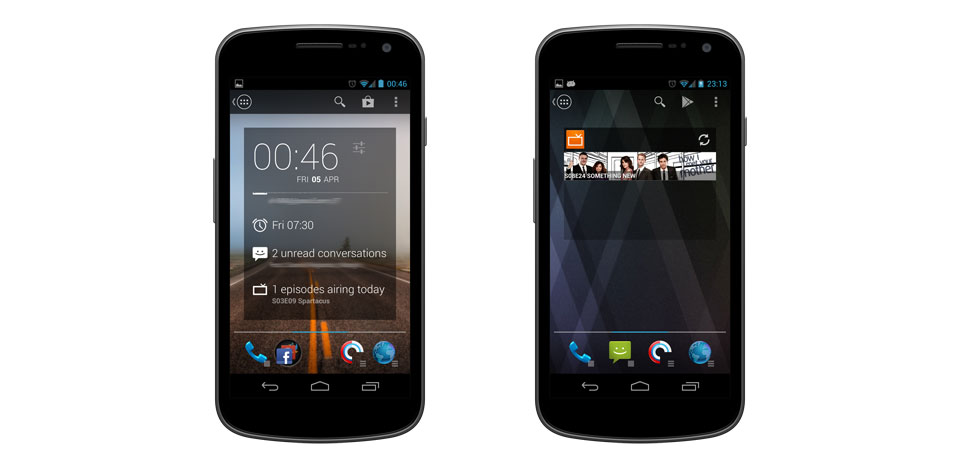 00:46
00:46
FRI 05 APR
Fri 07:30
2 unread conversations
1 episodes airing today
S03E09 Spartacus
23:13
how i met your mother
S08E24 SOMETHING NEW